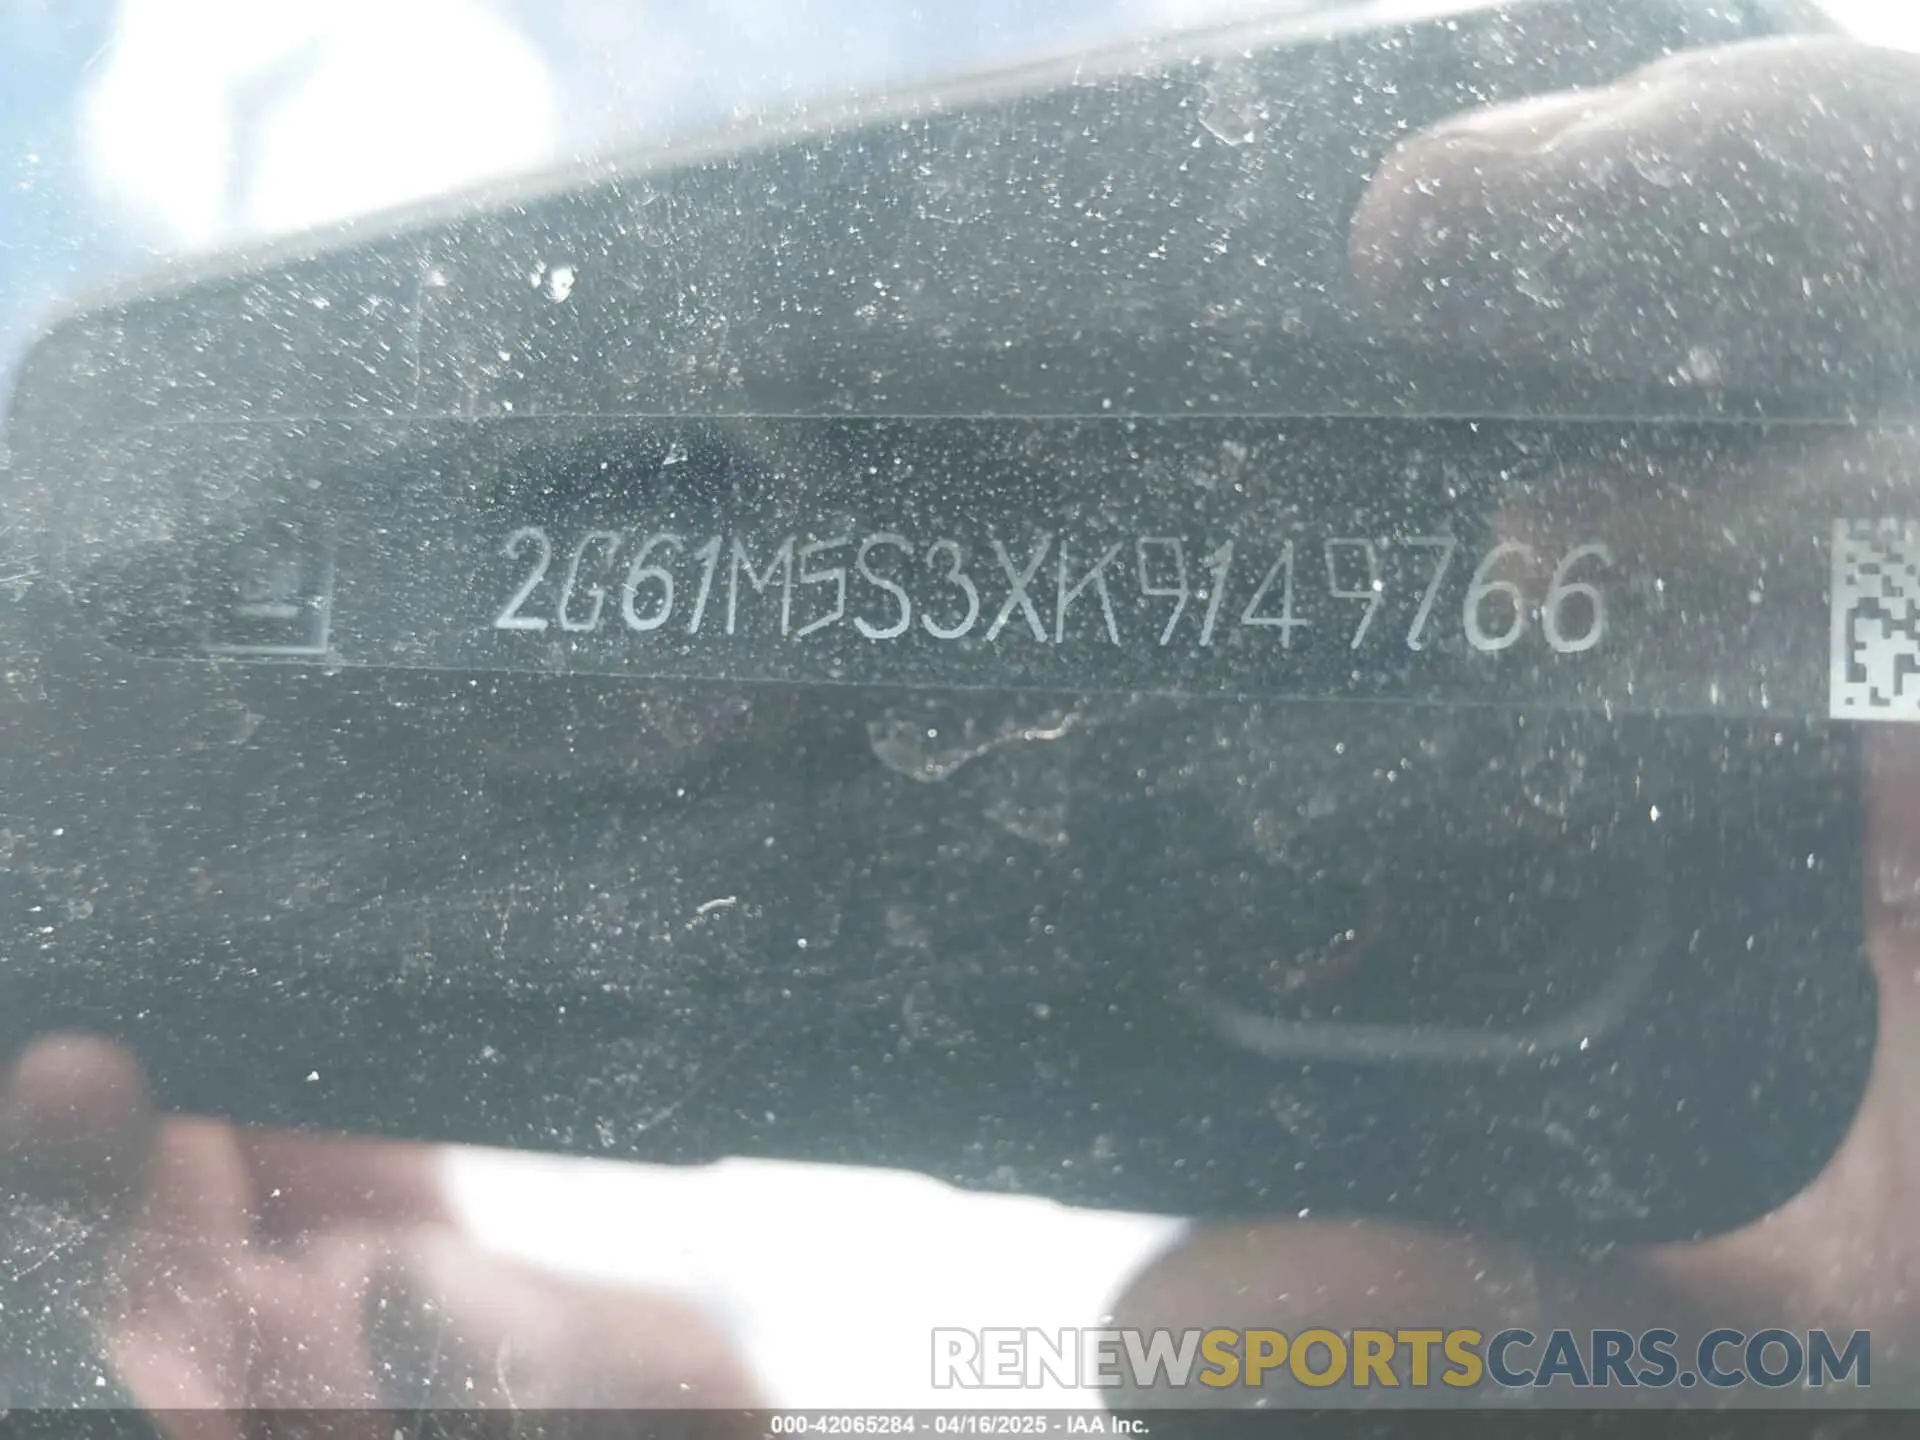 2G61M5S3XK9149766
RENEWSPORTSCARS.COM
000-42065284 - 04/16/2025 - IAA Inc.